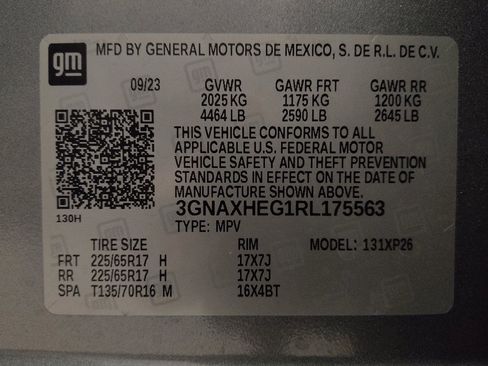 gm MFD BY GENERAL MOTORS DE MEXICO, S. DE R.L. DE C.V.
09/23 GVWR GAWR FRT GAWR RR
2025 KG 1175 KG 1200 KG
4464 LB 2590 LB 2645 LB
THIS VEHICLE CONFORMS TO ALL
APPLICABLE U.S. FEDERAL MOTOR
VEHICLE SAFETY AND THEFT PREVENTION
STANDARDS IN EFFECT ON THE DATE OF
MANUFACTURE SHOWN ABOVE.
130H 3GNAXHEG1RL175563
TYPE: MPV
TIRE SIZE RIM MODEL: 131XP26
FRT 225/65R17 H 17X7J
RR 225/65R17 H 17X7J
SPA T135/70R16 M 16X4BT